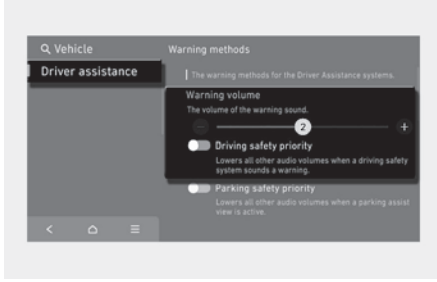 Vehicle
Driver assistance
Warning methods
The warning methods for the Driver Assistance systems.
Warning volume
The volume of the warning sound.
2
Driving safety priority
Lowers all other audio volumes when a driving safety
system sounds a warning.
Parking safety priority
Lowers all other audio volumes when a parking assist
view is active.